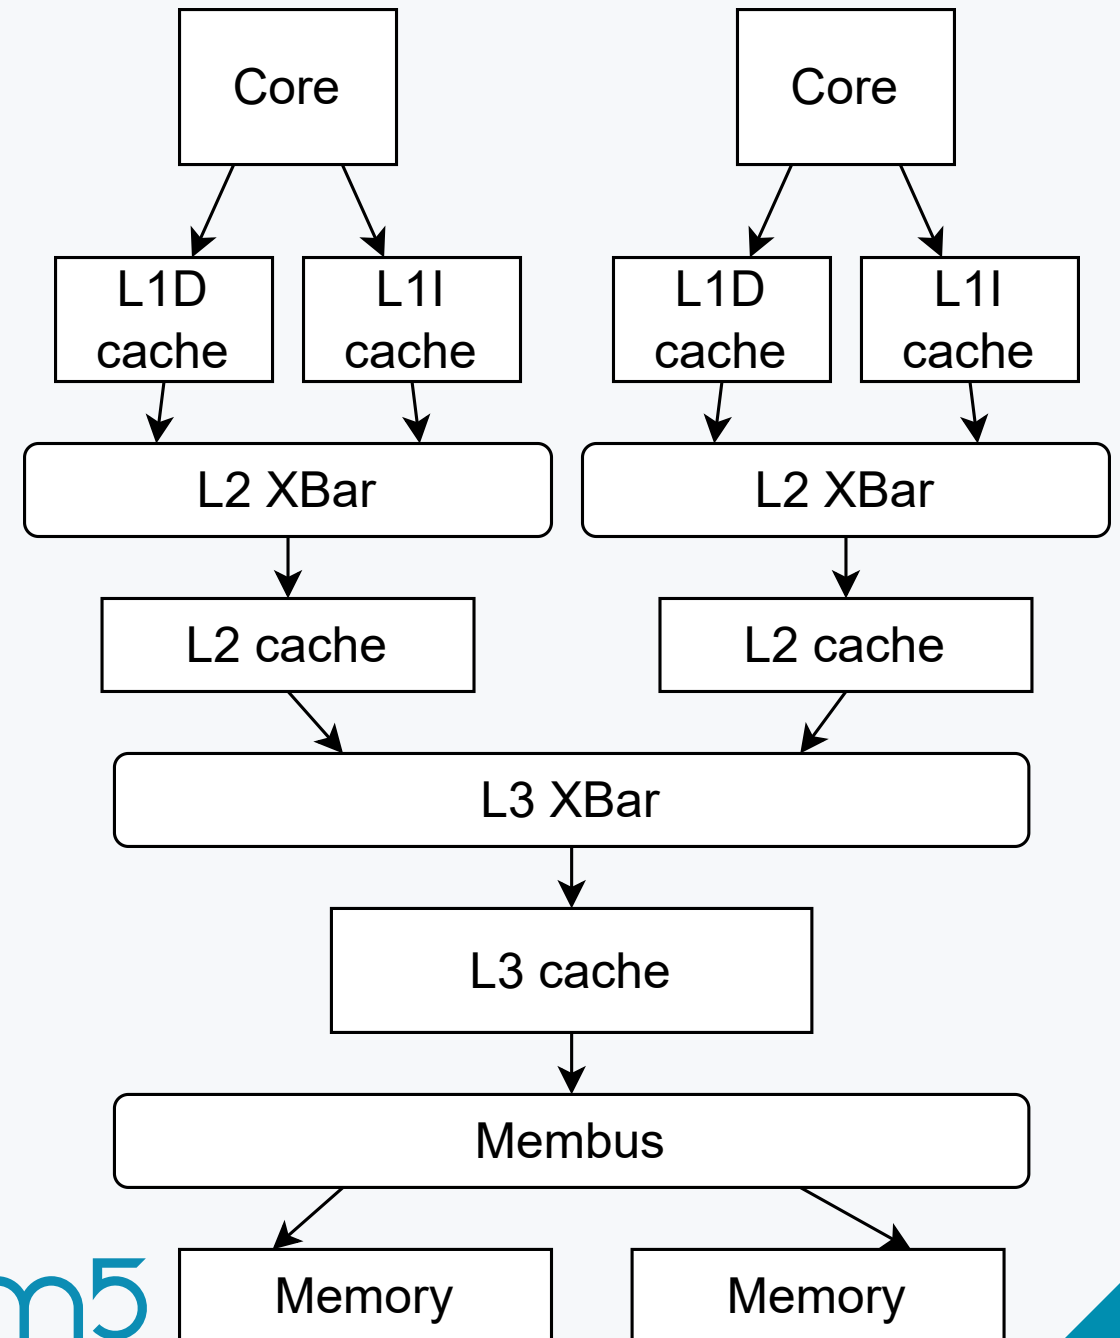 Core
Core
L1D
cache
L1I
cache
L1D
cache
L1I
cache
L2 XBar
L2 XBar
L2 cache
L2 cache
L3 XBar
L3 cache
Membus
Memory
Memory
m5